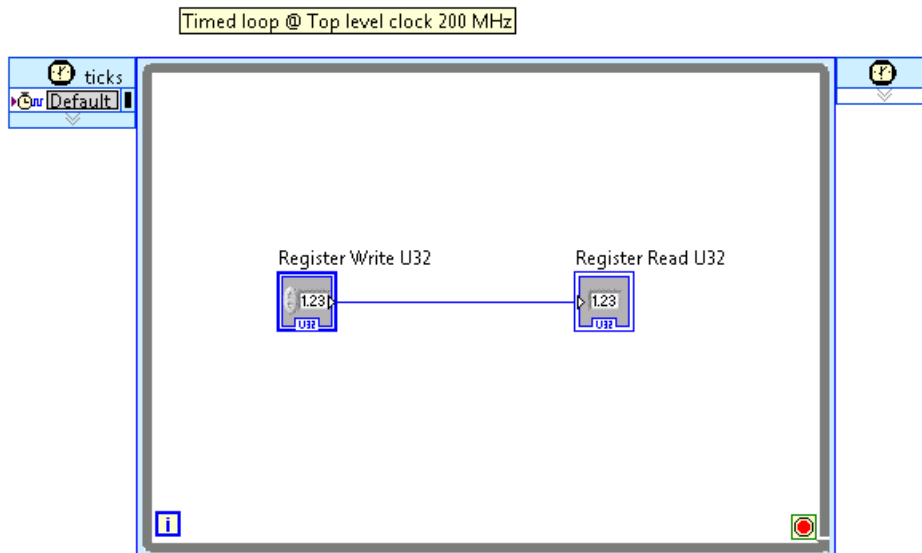 Timed loop @ Top level clock 200 MHz
ticks
Default
Register Write U32
Register Read U32
1.23
1.23
U32
U32
i